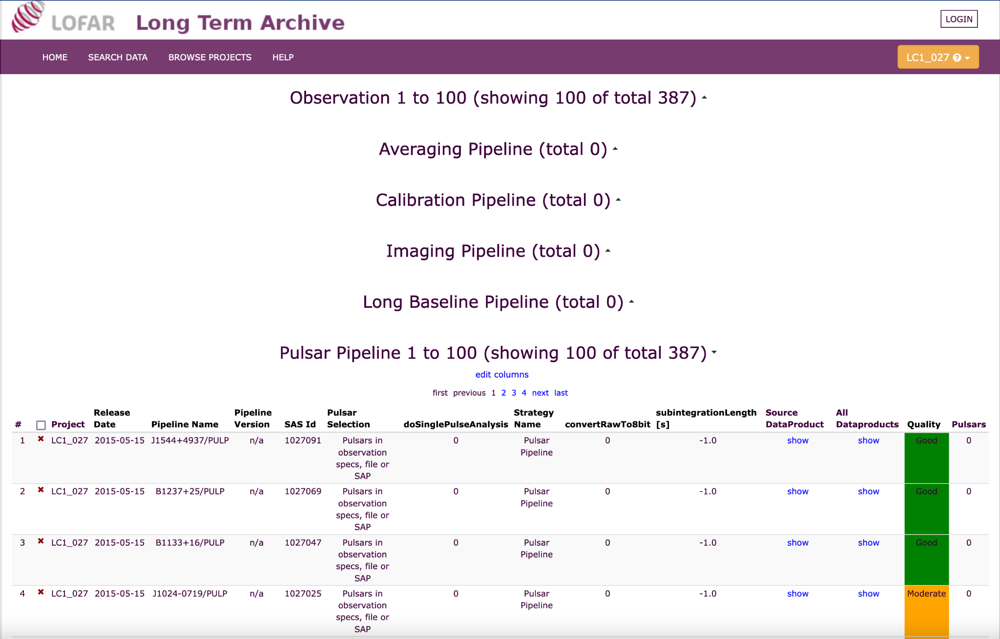 LOFAR Long Term Archive
LOGIN
HOME SEARCH DATA BROWSE PROJECTS HELP
LC1_027
Observation 1 to 100 (showing 100 of total 387)
Averaging Pipeline (total 0)
Calibration Pipeline (total 0)
Imaging Pipeline (total 0)
Long Baseline Pipeline (total 0)
Pulsar Pipeline 1 to 100 (showing 100 of total 387)
edit columns
first previous 1 2 3 4 next last
Release Pipeline Pulsar Strategy subintegrationLength Source All
# Project Date Pipeline Name Version SAS Id Selection doSinglePulseAnalysis Name convertRawTo8bit [s] DataProduct Dataproducts Quality Pulsars
1 LC1_027 2015-05-15 J1544+4937/PULP n/a 1027091 Pulsars in 0 Pulsar 0 -1.0 show show Good 0
observation Pipeline
specs, file or
SAP
2 LC1_027 2015-05-15 B1237+25/PULP n/a 1027069 Pulsars in 0 Pulsar 0 -1.0 show show Good 0
observation Pipeline
specs, file or
SAP
3 LC1_027 2015-05-15 B1133+16/PULP n/a 1027047 Pulsars in 0 Pulsar 0 -1.0 show show Good 0
observation Pipeline
specs, file or
SAP
4 LC1_027 2015-05-15 J1024-0719/PULP n/a 1027025 Pulsars in 0 Pulsar 0 -1.0 show show Moderate 0
observation Pipeline
specs, file or
SAP